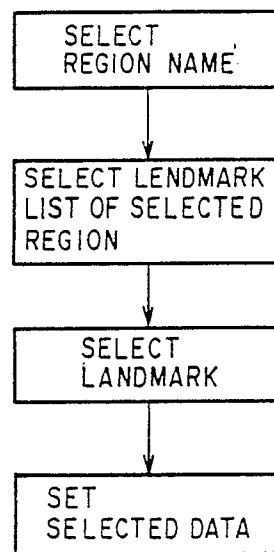 SELECT
REGION NAME
SELECT LENDMARK
LIST OF SELECTED
REGION
SELECT
LANDMARK
SET
SELECTED DATA